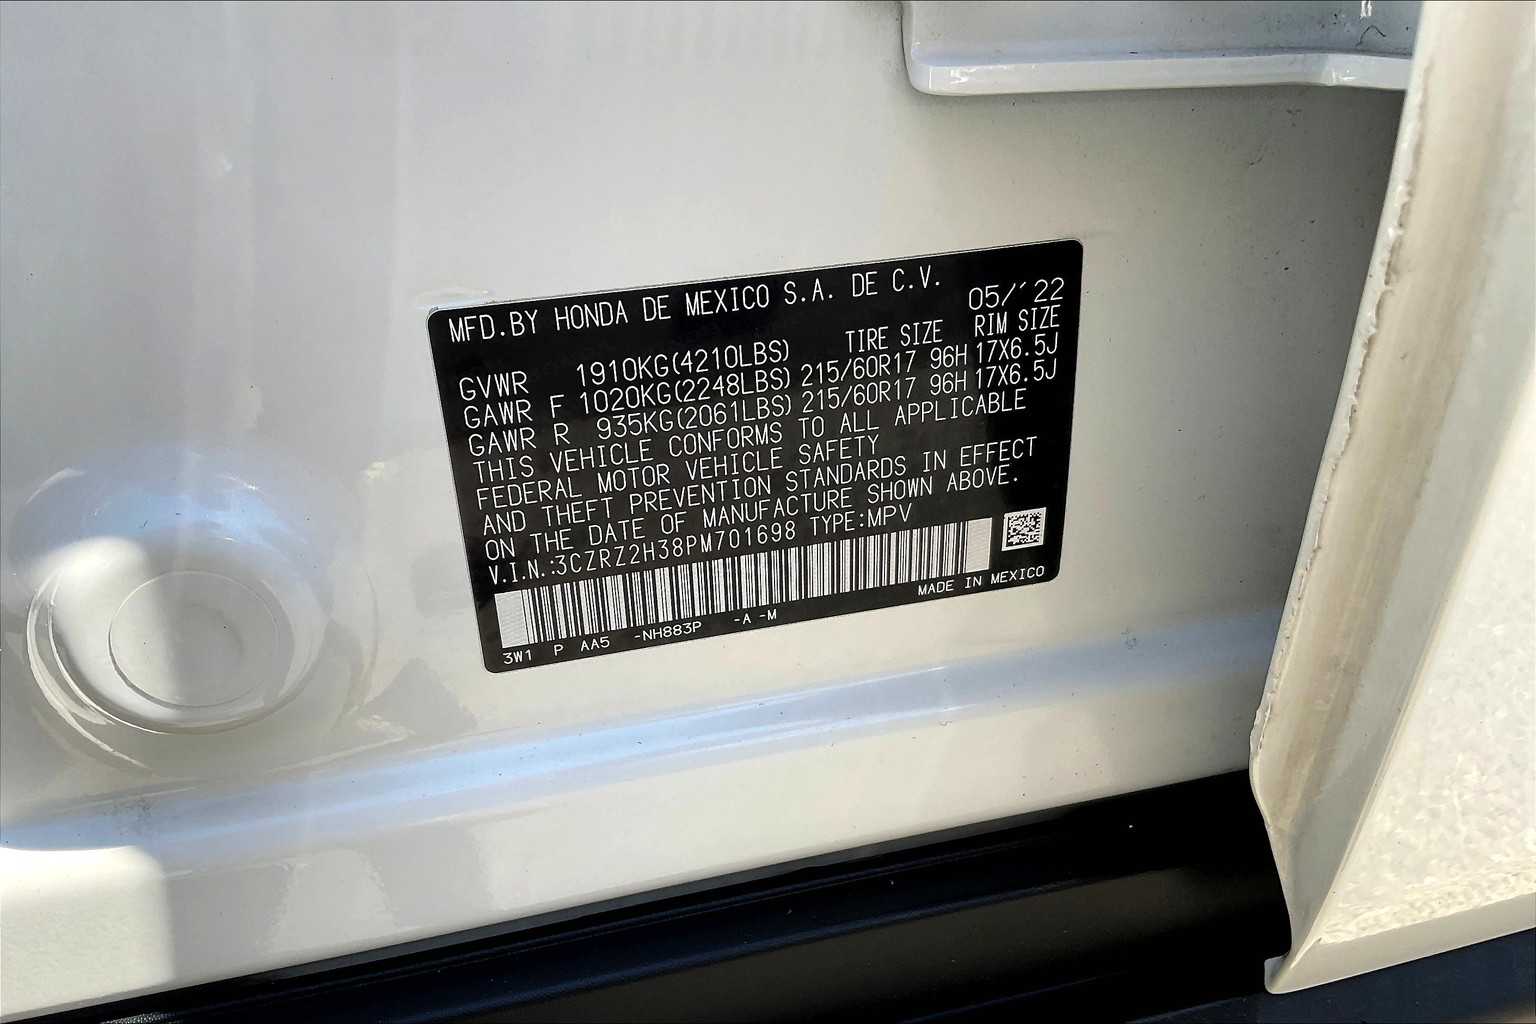 MFD.BY HONDA DE MEXICO S.A. DE C.V.
05/´22
TIRE SIZE RIM SIZE
GVWR 1910KG(4210LBS)
GAWR F 1020KG(2248LBS) 215/60R17 96H 17X6.5J
GAWR R 935KG(2061LBS) 215/60R17 96H 17X6.5J
THIS VEHICLE CONFORMS TO ALL APPLICABLE
FEDERAL MOTOR VEHICLE SAFETY
AND THEFT PREVENTION STANDARDS IN EFFECT
ON THE DATE OF MANUFACTURE SHOWN ABOVE.
V.I.N.:3CZRZ2H38PM701698 TYPE:MPV
MADE IN MEXICO
3W1 P AA5 -NH883P -A -M